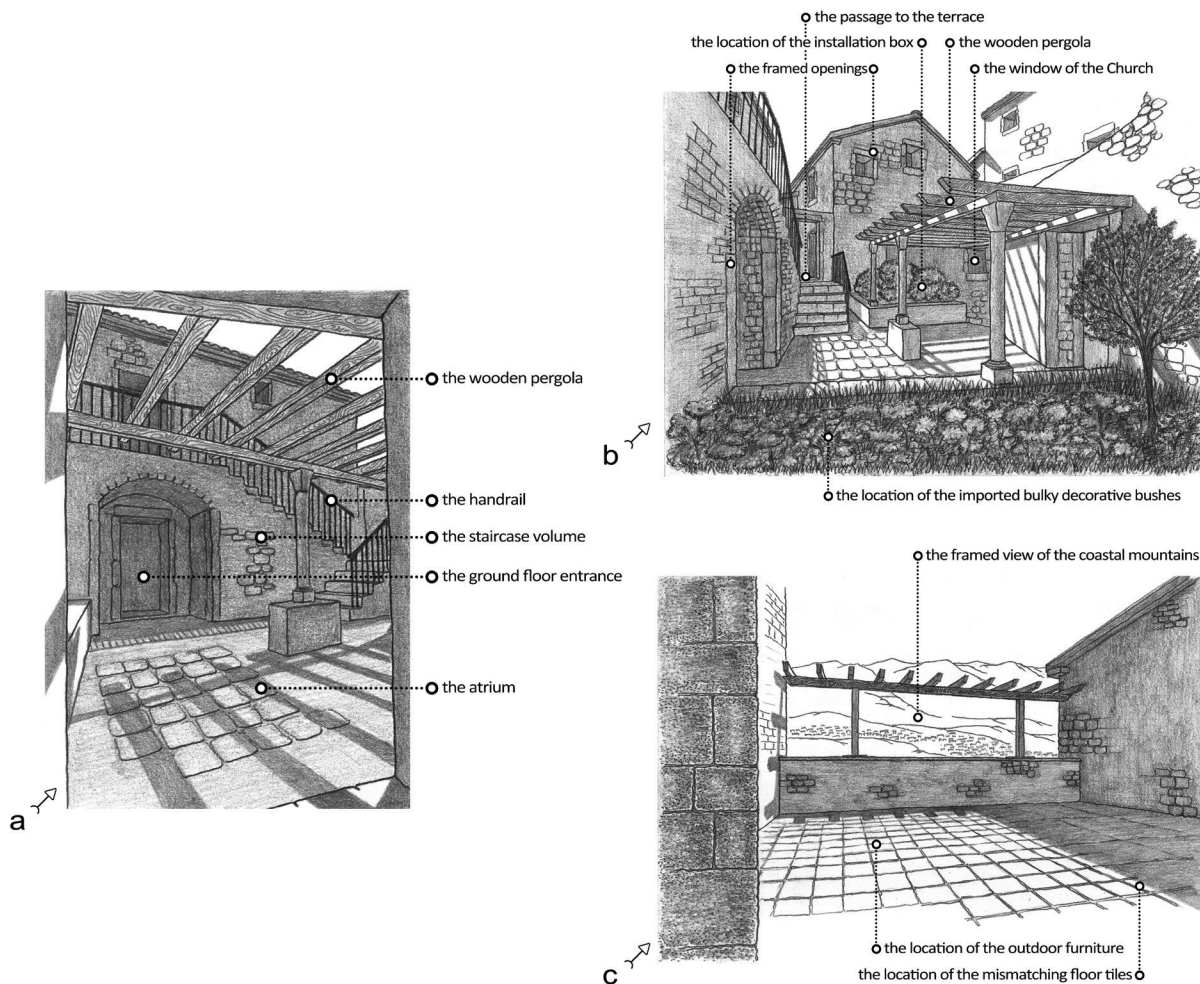 the wooden pergola
the handrail
the staircase volume
the ground floor entrance
the atrium
a
the passage to the terrace
the location of the installation box
the wooden pergola
the framed openings
the window of the Church
b
the location of the imported bulky decorative bushes
the framed view of the coastal mountains
the location of the outdoor furniture
c
the location of the mismatching floor tiles